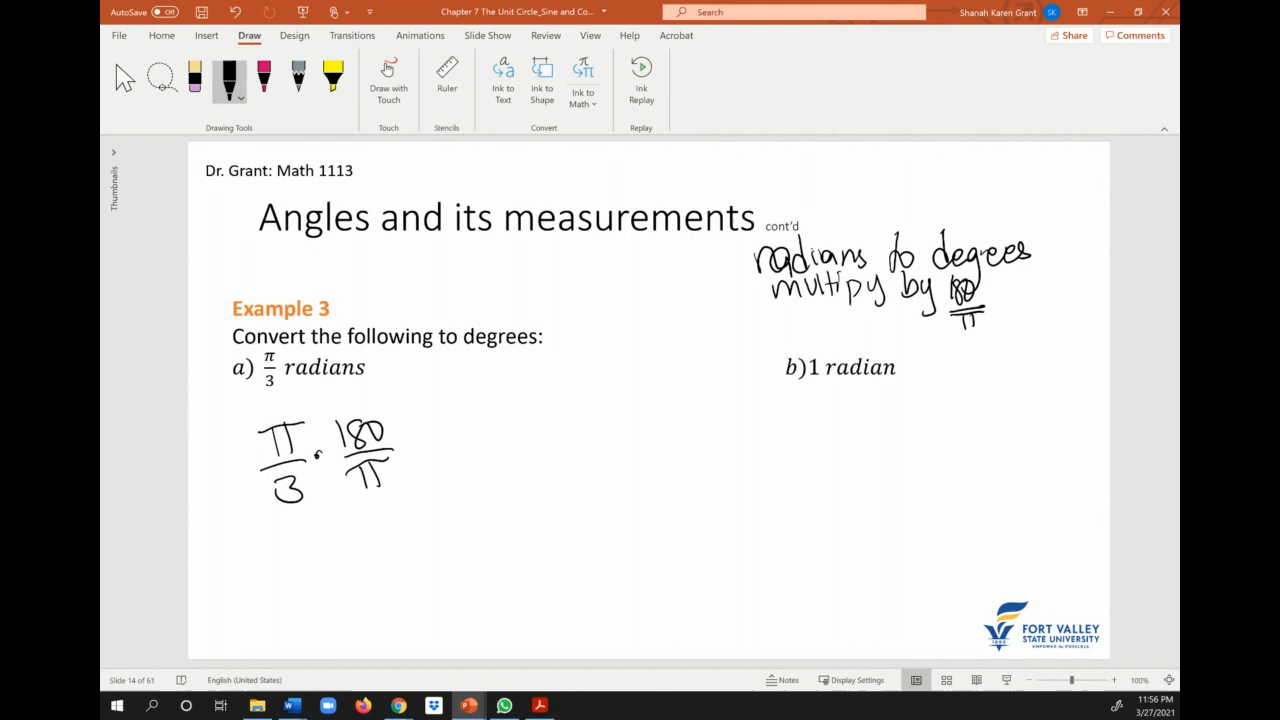 AutoSave Off
Chapter 7 The Unit Circle_Sine and Co...
Search
Shanah Karen Grant
SK
File Home Insert Draw Design Transitions Animations Slide Show Review View Help Acrobat
Share Comments
Draw with Touch
Ruler
Ink to Text
Ink to Shape
Ink to Math
Ink Replay
Drawing Tools Touch Stencils Convert Replay
Thumbnails
Dr. Grant: Math 1113
Angles and its measurements cont'd
radians to degrees
multipy by 180/π
Example 3
Convert the following to degrees:
a) π/3 radians
b)1 radian
π/3 · 180/π
FORT VALLEY
STATE UNIVERSITY
EMPOWER the POSSIBLE.
1895
Slide 14 of 61 English (United States) Notes Display Settings 100%
11:56 PM
3/27/2021